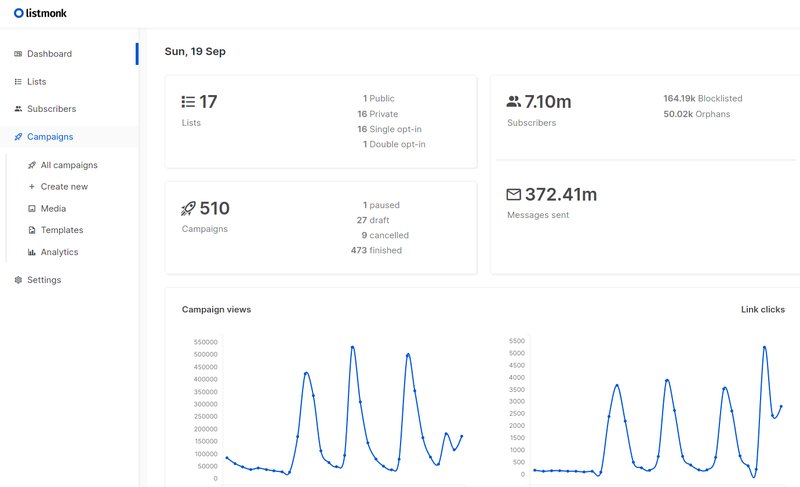 listmonk
Dashboard
Lists
Subscribers
Campaigns
All campaigns
Create new
Media
Templates
Analytics
Settings
Sun, 19 Sep
17
Lists
1 Public
16 Private
16 Single opt-in
1 Double opt-in
7.10m
Subscribers
164.19k Blocklisted
50.02k Orphans
510
Campaigns
1 paused
27 draft
9 cancelled
473 finished
372.41m
Messages sent
Campaign views
550000
500000
450000
400000
350000
300000
250000
200000
150000
100000
50000
0
Link clicks
5500
5000
4500
4000
3500
3000
2500
2000
1500
1000
500
0